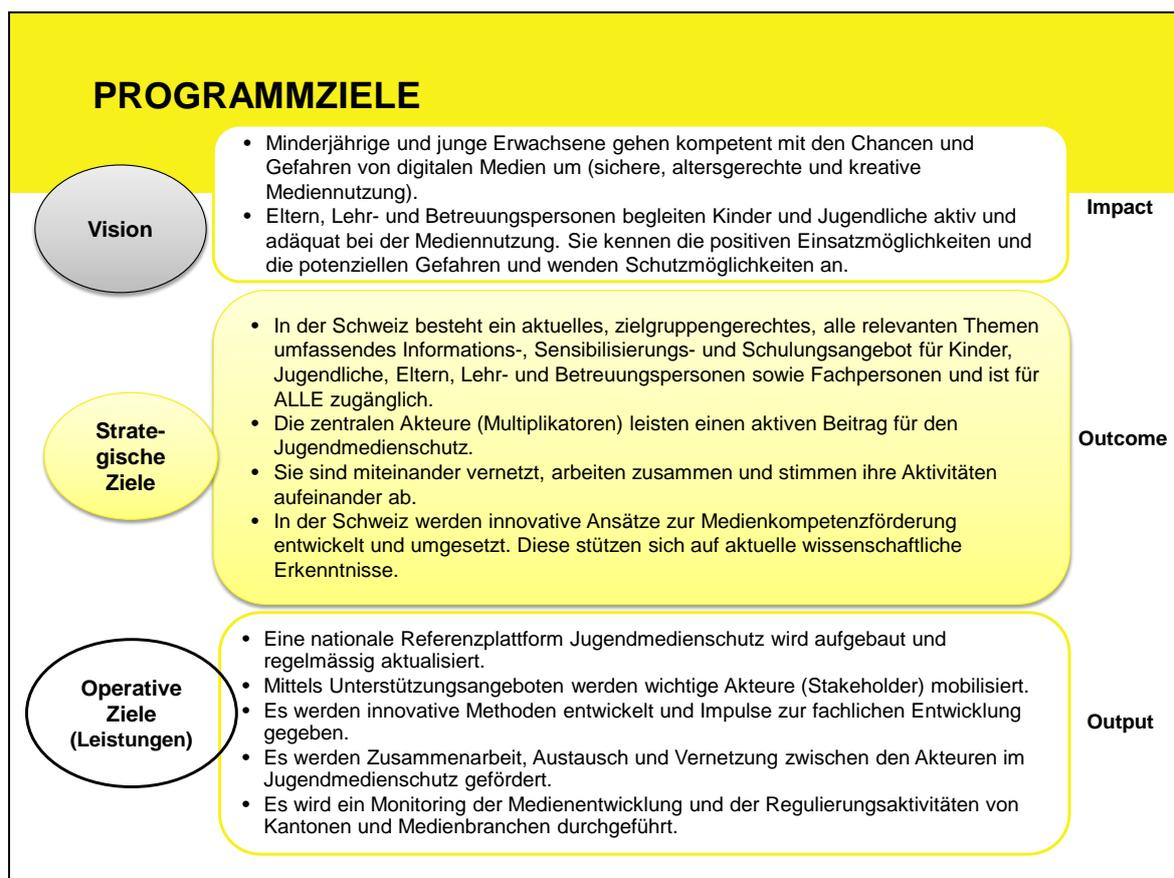 PROGRAMMZIELE
Vision
• Minderjährige und junge Erwachsene gehen kompetent mit den Chancen und
Gefahren von digitalen Medien um (sichere, altersgerechte und kreative
Mediennutzung).
• Eltern, Lehr- und Betreuungspersonen begleiten Kinder und Jugendliche aktiv und
adäquat bei der Mediennutzung. Sie kennen die positiven Einsatzmöglichkeiten und
die potenziellen Gefahren und wenden Schutzmöglichkeiten an.
Impact
Strate-
gische
Ziele
• In der Schweiz besteht ein aktuelles, zielgruppengerechtes, alle relevanten Themen
umfassendes Informations-, Sensibilisierungs- und Schulungsangebot für Kinder,
Jugendliche, Eltern, Lehr- und Betreuungspersonen sowie Fachpersonen und ist für
ALLE zugänglich.
• Die zentralen Akteure (Multiplikatoren) leisten einen aktiven Beitrag für den
Jugendmedienschutz.
• Sie sind miteinander vernetzt, arbeiten zusammen und stimmen ihre Aktivitäten
aufeinander ab.
• In der Schweiz werden innovative Ansätze zur Medienkompetenzförderung
entwickelt und umgesetzt. Diese stützen sich auf aktuelle wissenschaftliche
Erkenntnisse.
Outcome
Operative
Ziele
(Leistungen)
• Eine nationale Referenzplattform Jugendmedienschutz wird aufgebaut und
regelmässig aktualisiert.
• Mittels Unterstützungsangeboten werden wichtige Akteure (Stakeholder) mobilisiert.
• Es werden innovative Methoden entwickelt und Impulse zur fachlichen Entwicklung
gegeben.
• Es werden Zusammenarbeit, Austausch und Vernetzung zwischen den Akteuren im
Jugendmedienschutz gefördert.
• Es wird ein Monitoring der Medienentwicklung und der Regulierungsaktivitäten von
Kantonen und Medienbranchen durchgeführt.
Output